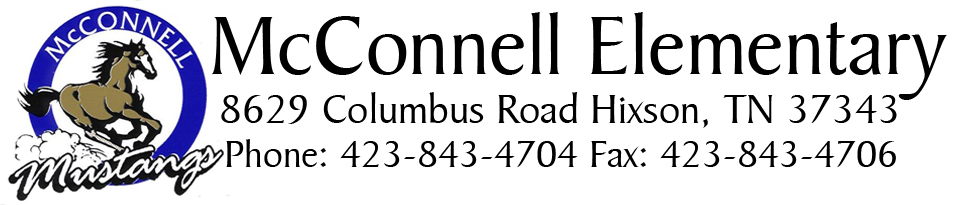 McCONNELL
Mustangs
McConnell Elementary
8629 Columbus Road Hixson, TN 37343
Phone: 423-843-4704 Fax: 423-843-4706